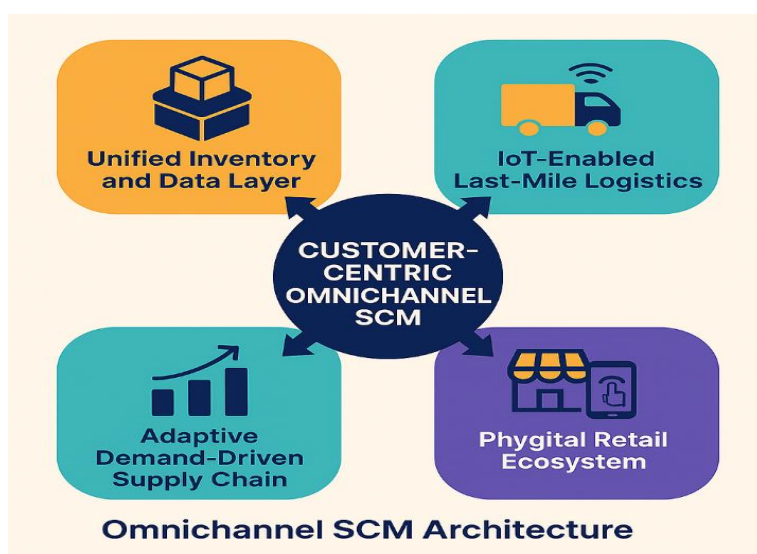 Unified Inventory
and Data Layer
IoT-Enabled
Last-Mile Logistics
CUSTOMER-
CENTRIC
OMNICHANNEL
SCM
Adaptive
Demand-Driven
Supply Chain
Phygital Retail
Ecosystem
Omnichannel SCM Architecture